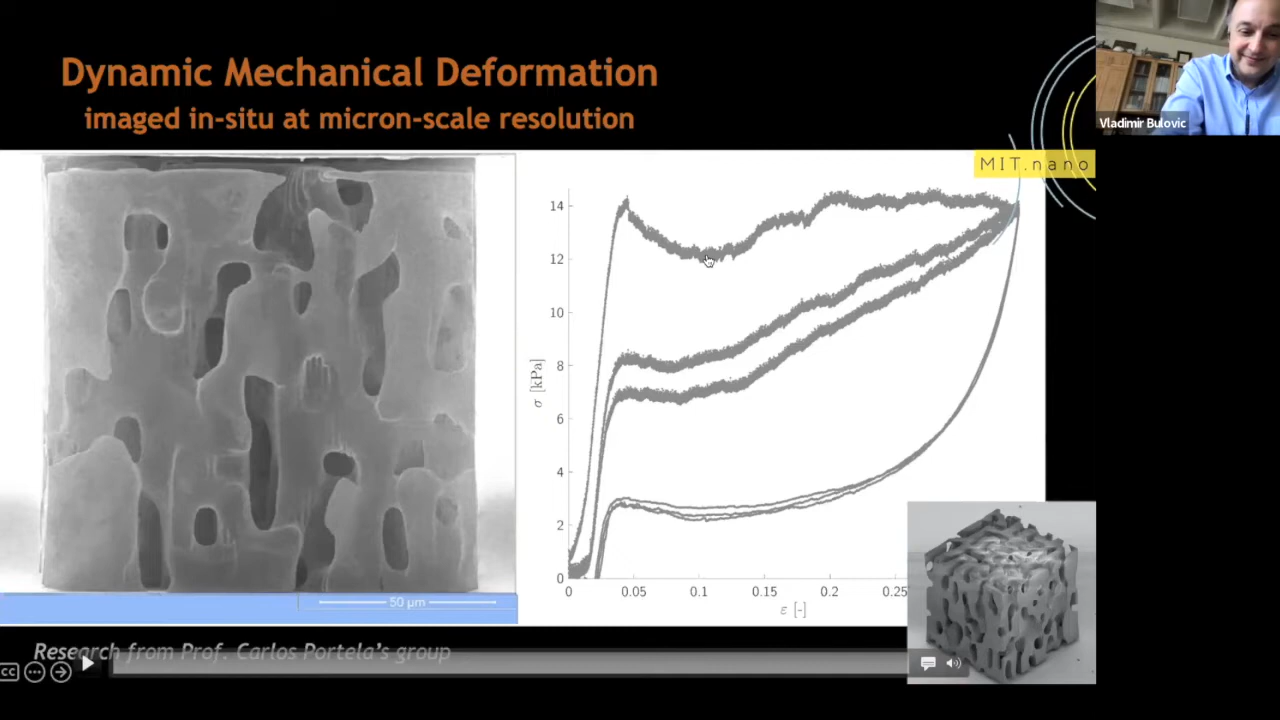 Dynamic Mechanical Deformation
imaged in-situ at micron-scale resolution
Vladimir Bulovic
MIT.nano
14
12
10
8
6
4
2
0
σ [kPa]
0
0.05
0.1
0.15
0.2
0.25
ε [-]
50 μm
Research from Prof. Carlos Portela's group
CC